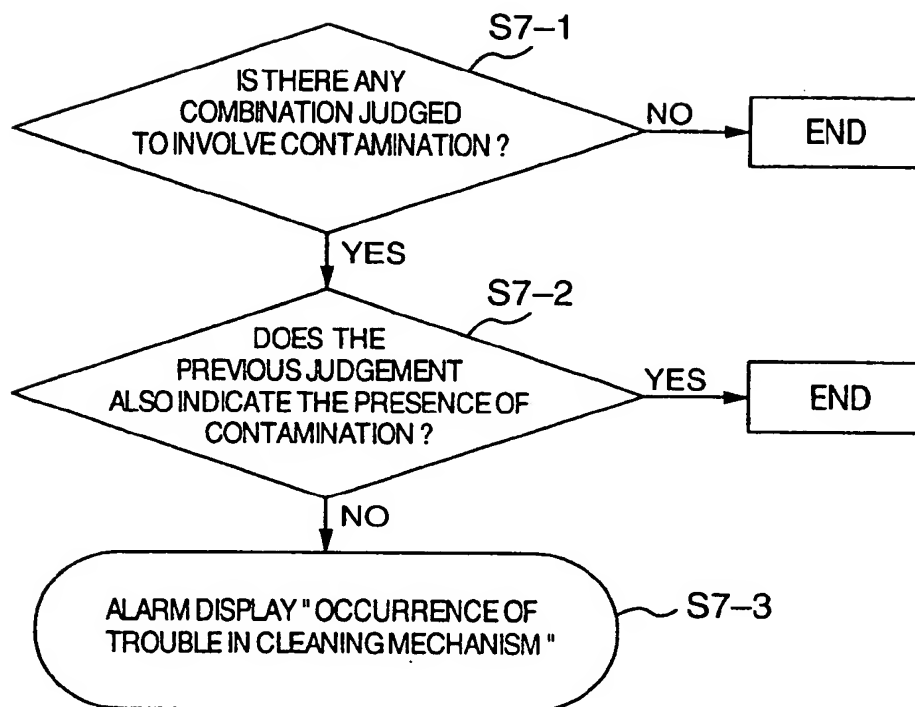 S7-1
IS THERE ANY
COMBINATION JUDGED
TO INVOLVE CONTAMINATION ?
NO
END
YES
S7-2
DOES THE
PREVIOUS JUDGEMENT
ALSO INDICATE THE PRESENCE OF
CONTAMINATION ?
YES
END
NO
ALARM DISPLAY " OCCURRENCE OF
TROUBLE IN CLEANING MECHANISM "
S7-3